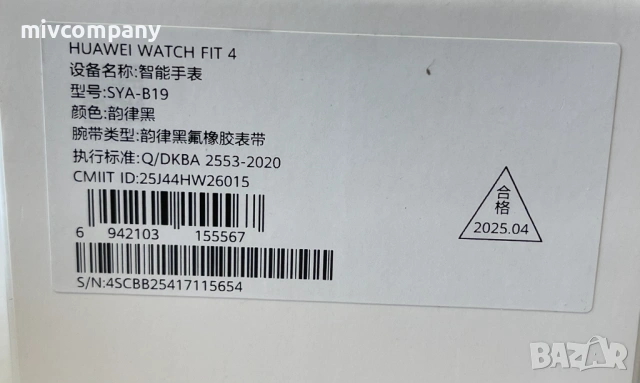 mivcompany
HUAWEI WATCH FIT 4
设备名称:智能手表
型号:SYA-B19
颜色:韵律黑
腕带类型:韵律黑氟橡胶表带
执行标准:Q/DKBA 2553-2020
CMIIT ID:25J44HW26015
6 942103 155567
S/N:4SCBB25417115654
合格
2025.04
BAZAR